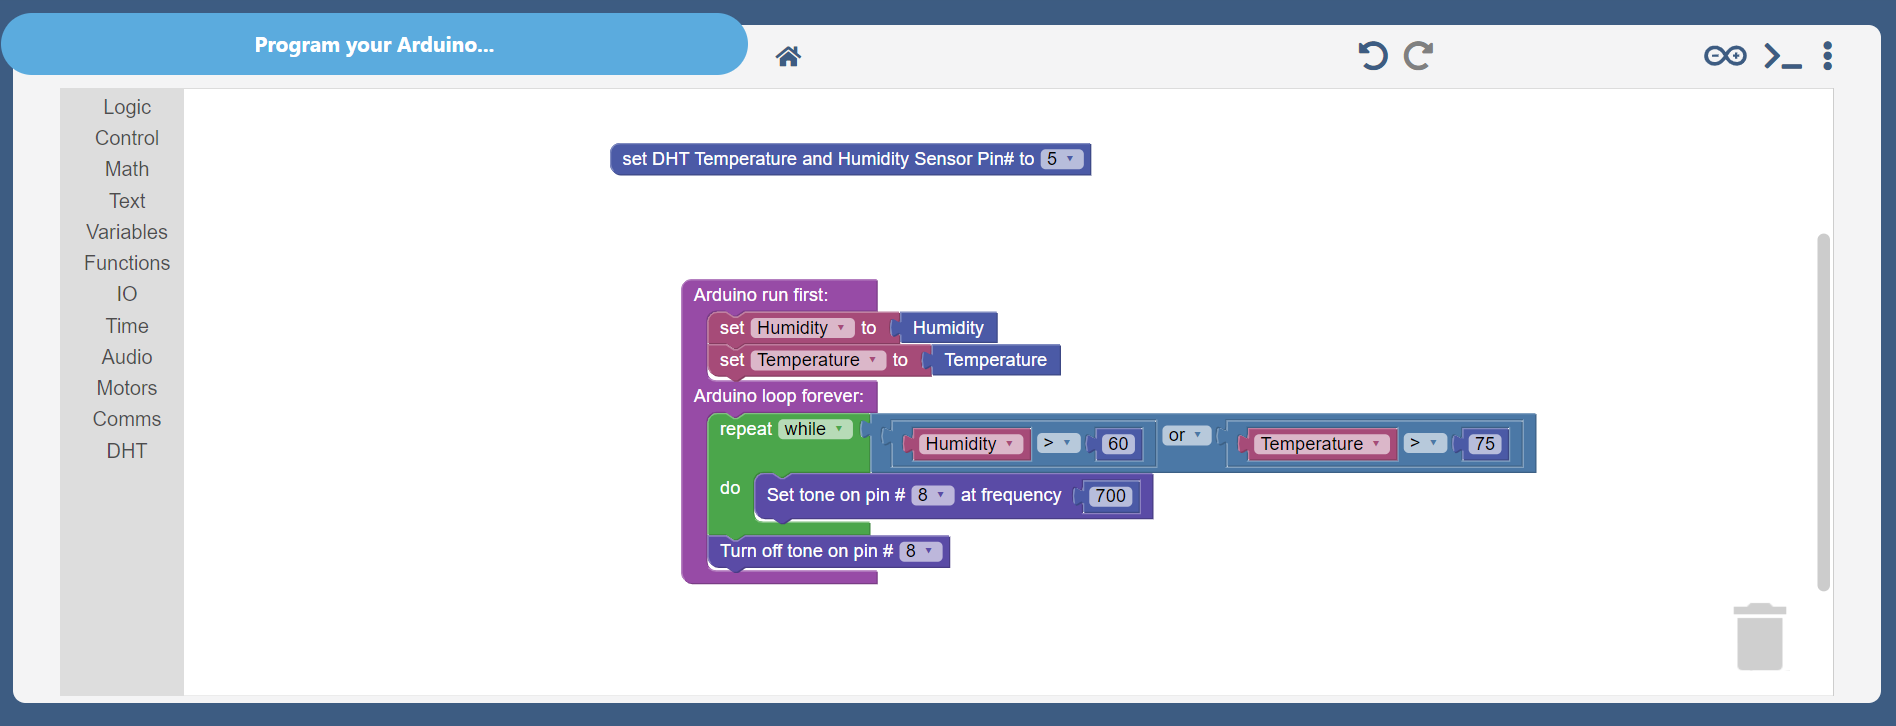 Program your Arduino...
Logic
Control
Math
Text
Variables
Functions
IO
Time
Audio
Motors
Comms
DHT
set DHT Temperature and Humidity Sensor Pin# to 5
Arduino run first:
set Humidity to Humidity
set Temperature to Temperature
Arduino loop forever:
repeat while Humidity > 60 or Temperature > 75
do Set tone on pin # 8 at frequency 700
Turn off tone on pin # 8